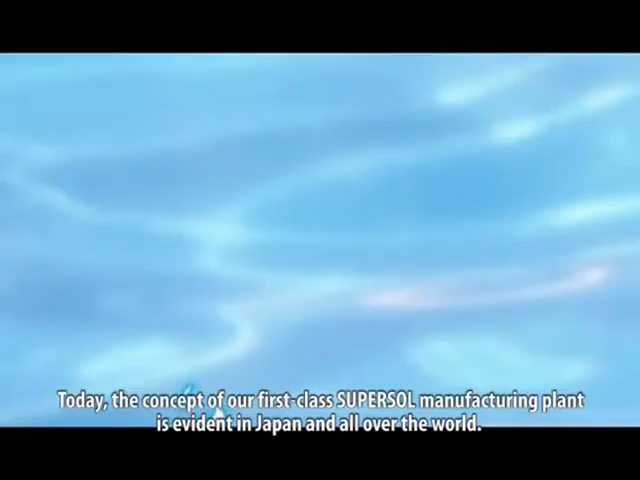 Today, the concept of our first-class SUPERSOL manufacturing plant
is evident in Japan and all over the world.